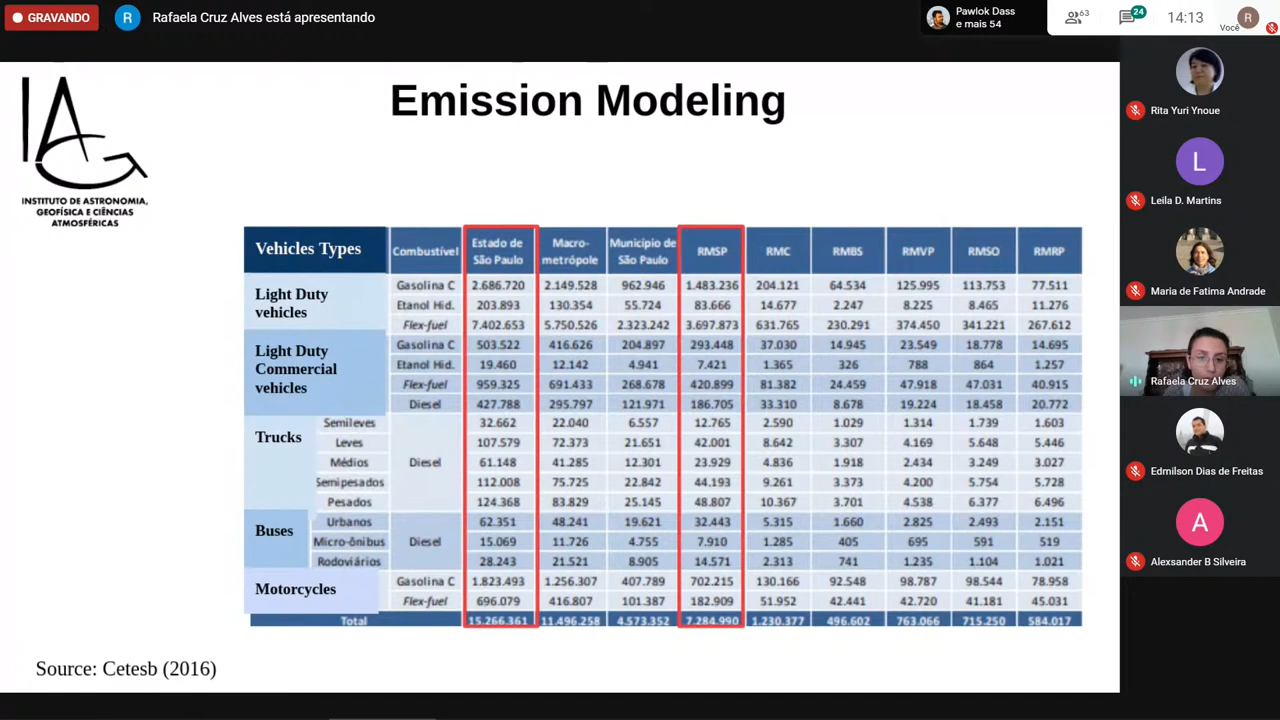 GRAVANDO
R
Rafaela Cruz Alves está apresentando
Pawlok Dass
e mais 54
63
24
14:13
Você
R
INSTITUTO DE ASTRONOMIA,
GEOFÍSICA E CIÊNCIAS
ATMOSFÉRICAS
Emission Modeling
Vehicles Types Combustível Estado de São Paulo Macro-metrópole Município de São Paulo RMSP RMC RMBS RMVP RMSO RMRP
Light Duty vehicles Gasolina C 2.686.720 2.149.528 962.946 1.483.236 204.121 64.534 125.995 113.753 77.511
Etanol Hid. 203.893 130.354 55.724 83.666 14.677 2.247 8.225 8.465 11.276
Flex-fuel 7.402.653 5.750.526 2.323.242 3.697.873 631.765 230.291 374.450 341.221 267.612
Light Duty Commercial vehicles Gasolina C 503.522 416.626 204.897 293.448 37.030 14.945 23.549 18.778 14.695
Etanol Hid. 19.460 12.142 4.941 7.421 1.365 326 788 864 1.257
Flex-fuel 959.325 691.433 268.678 420.899 81.382 24.459 47.918 47.031 40.915
Diesel 427.788 295.797 121.971 186.705 33.310 8.678 19.224 18.458 20.772
Trucks Semileves Diesel 32.662 22.040 6.557 12.765 2.590 1.029 1.314 1.739 1.603
Leves 107.579 72.373 21.651 42.001 8.642 3.307 4.169 5.648 5.446
Médios 61.148 41.285 12.301 23.929 4.836 1.918 2.434 3.249 3.027
Semipesados 112.008 75.725 22.842 44.193 9.261 3.373 4.200 5.754 5.728
Pesados 124.368 83.829 25.145 48.807 10.367 3.701 4.538 6.377 6.496
Buses Urbanos Diesel 62.351 48.241 19.621 32.443 5.315 1.660 2.825 2.493 2.151
Micro-ônibus 15.069 11.726 4.755 7.910 1.285 405 695 591 519
Rodoviários 28.243 21.521 8.905 14.571 2.313 741 1.235 1.104 1.021
Motorcycles Gasolina C 1.823.493 1.256.307 407.789 702.215 130.166 92.548 98.787 98.544 78.958
Flex-fuel 696.079 416.807 101.387 182.909 51.952 42.441 42.720 41.181 45.031
Total 15.266.361 11.496.258 4.573.352 7.284.990 1.230.377 496.602 763.066 715.250 584.017
Source: Cetesb (2016)
Rita Yuri Ynoue
L
Leila D. Martins
Maria de Fatima Andrade
Rafaela Cruz Alves
Edmilson Dias de Freitas
A
Alexsander B Silveira